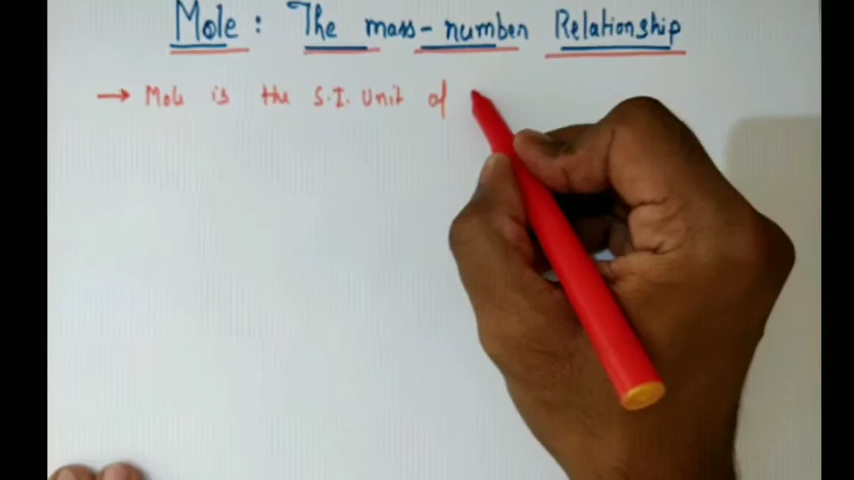 Mole : The mass-number Relationship
→ Mole is the S.I. Unit of